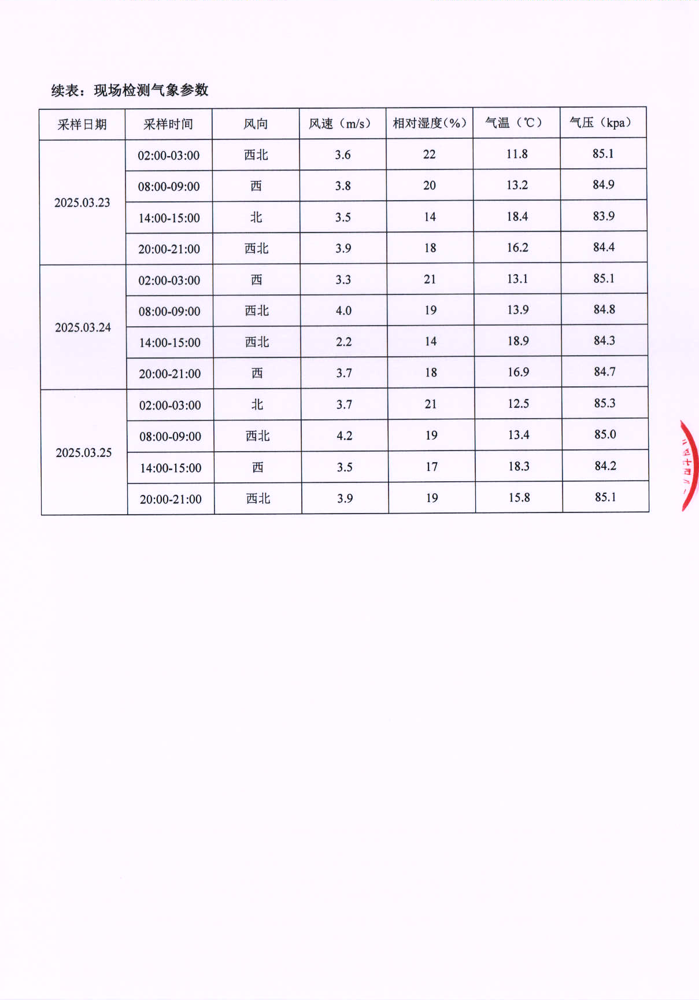 续表：现场检测气象参数
采样日期 采样时间 风向 风速（m/s） 相对湿度（%） 气温（℃） 气压（kpa）
2025.03.23 02:00-03:00 西北 3.6 22 11.8 85.1
08:00-09:00 西 3.8 20 13.2 84.9
14:00-15:00 北 3.5 14 18.4 83.9
20:00-21:00 西北 3.9 18 16.2 84.4
2025.03.24 02:00-03:00 西 3.3 21 13.1 85.1
08:00-09:00 西北 4.0 19 13.9 84.8
14:00-15:00 西北 2.2 14 18.9 84.3
20:00-21:00 西 3.7 18 16.9 84.7
2025.03.25 02:00-03:00 北 3.7 21 12.5 85.3
08:00-09:00 西北 4.2 19 13.4 85.0
14:00-15:00 西 3.5 17 18.3 84.2
20:00-21:00 西北 3.9 19 15.8 85.1